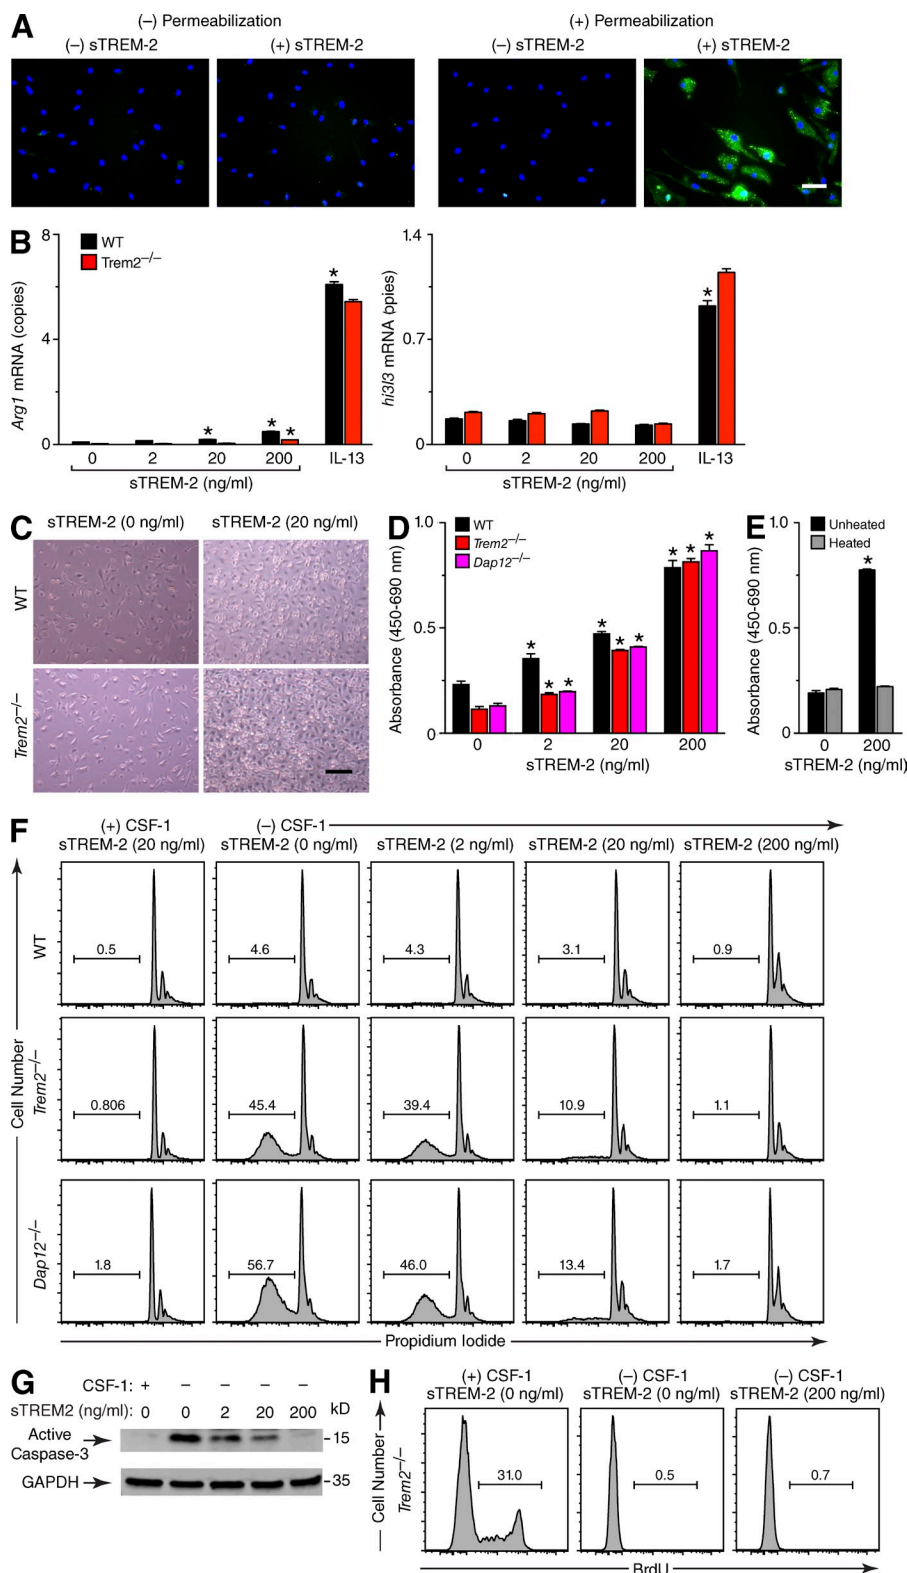 A
(–) Permeabilization
(+) Permeabilization
(–) sTREM-2
(+) sTREM-2
(–) sTREM-2
(+) sTREM-2
B
8
4
0
Arg1 mRNA (copies)
WT
Trem2–/–
*
*
*
*
0
2
20
200
IL-13
sTREM-2 (ng/ml)
1.4
0.7
0
hi3l3 mRNA (ppies)
*
0
2
20
200
IL-13
sTREM-2 (ng/ml)
C
sTREM-2 (0 ng/ml)
sTREM-2 (20 ng/ml)
WT
Trem2–/–
D
1.0
0.5
0
Absorbance (450-690 nm)
WT
Trem2–/–
Dap12–/–
*
* *
*
* *
* * *
0
2
20
200
sTREM-2 (ng/ml)
E
1.0
0.5
0
Absorbance (450-690 nm)
Unheated
Heated
*
0
200
sTREM-2 (ng/ml)
F
(+) CSF-1
(–) CSF-1
sTREM-2 (20 ng/ml)
sTREM-2 (0 ng/ml)
sTREM-2 (2 ng/ml)
sTREM-2 (20 ng/ml)
sTREM-2 (200 ng/ml)
Cell Number
WT
0.5
4.6
4.3
3.1
0.9
Trem2–/–
0.806
45.4
39.4
10.9
1.1
Dap12–/–
1.8
56.7
46.0
13.4
1.7
Propidium Iodide
G
CSF-1: + – – – –
sTREM2 (ng/ml): 0 0 2 20 200 kD
Active
Caspase-3
-15
GAPDH
-35
H
(+) CSF-1
sTREM-2 (0 ng/ml)
(–) CSF-1
sTREM-2 (0 ng/ml)
(–) CSF-1
sTREM-2 (200 ng/ml)
Cell Number
Trem2–/–
31.0
0.5
0.7
BrdU